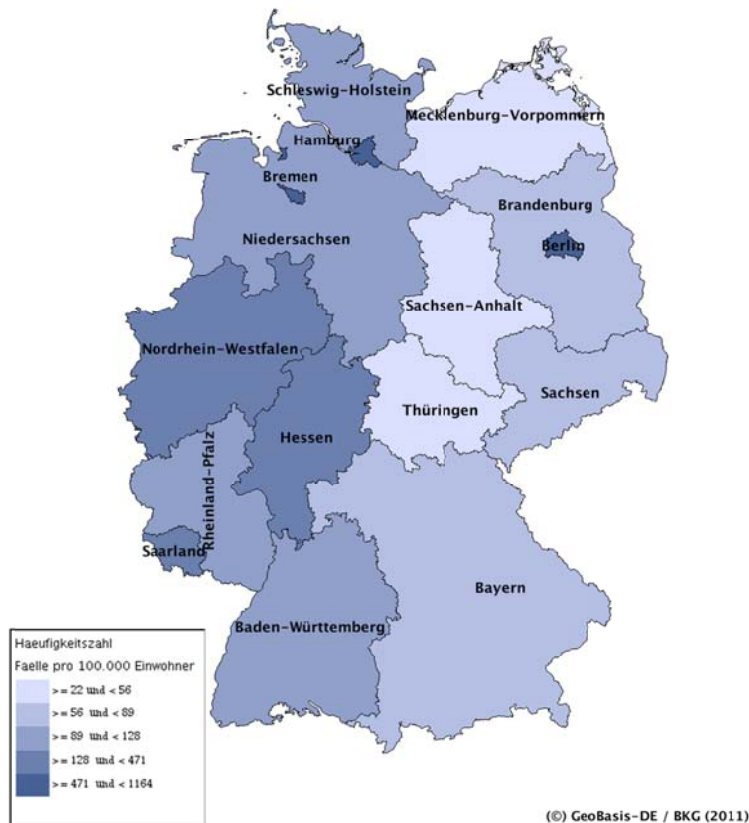 Schleswig-Holstein
Mecklenburg-Vorpommern
Hamburg
Bremen
Brandenburg
Niedersachsen
Berlin
Sachsen-Anhalt
Nordrhein-Westfalen
Sachsen
Thüringen
Hessen
Rheinland-Pfalz
Saarland
Bayern
Baden-Württemberg
Haeufigkeitszahl
Faelle pro 100.000 Einwohner
>= 22 und < 56
>= 56 und < 89
>= 89 und < 128
>= 128 und < 471
>= 471 und < 1164
(©) GeoBasis-DE / BKG (2011)